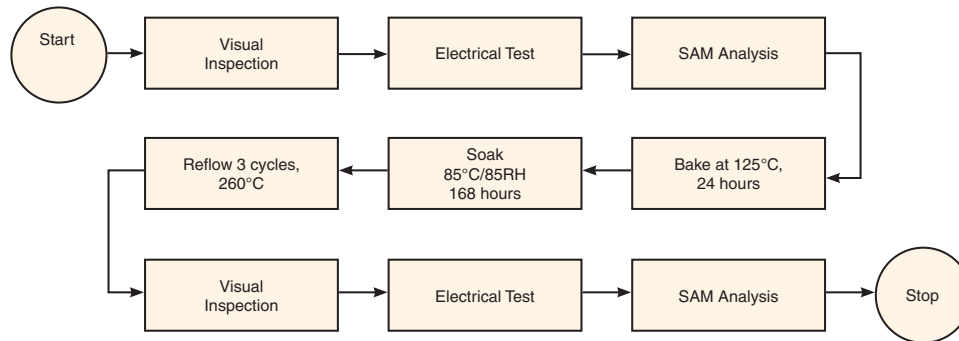 Start
Visual
Inspection
Electrical Test
SAM Analysis
Bake at 125°C,
24 hours
Soak
85°C/85RH
168 hours
Reflow 3 cycles,
260°C
Visual
Inspection
Electrical Test
SAM Analysis
Stop